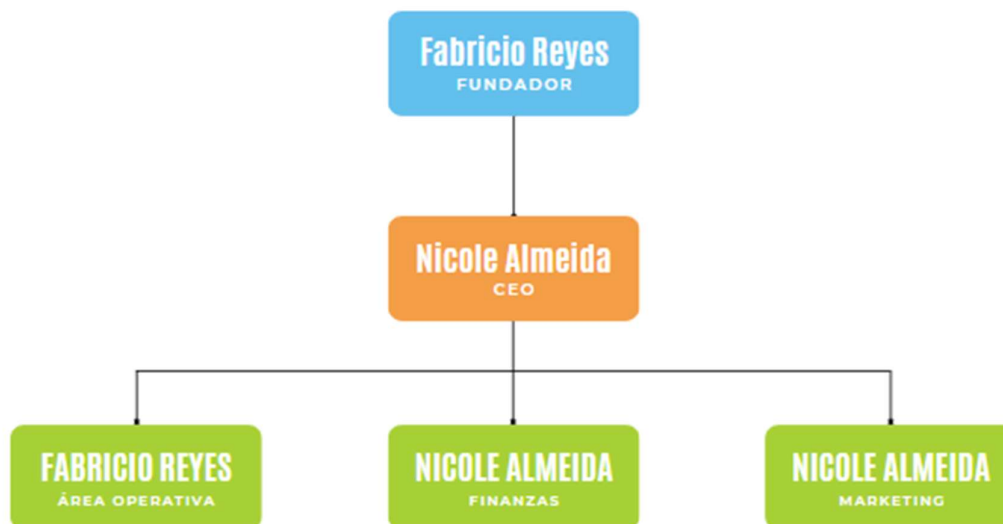 Fabricio Reyes
FUNDADOR
Nicole Almeida
CEO
FABRICIO REYES
ÁREA OPERATIVA
NICOLE ALMEIDA
FINANZAS
NICOLE ALMEIDA
MARKETING